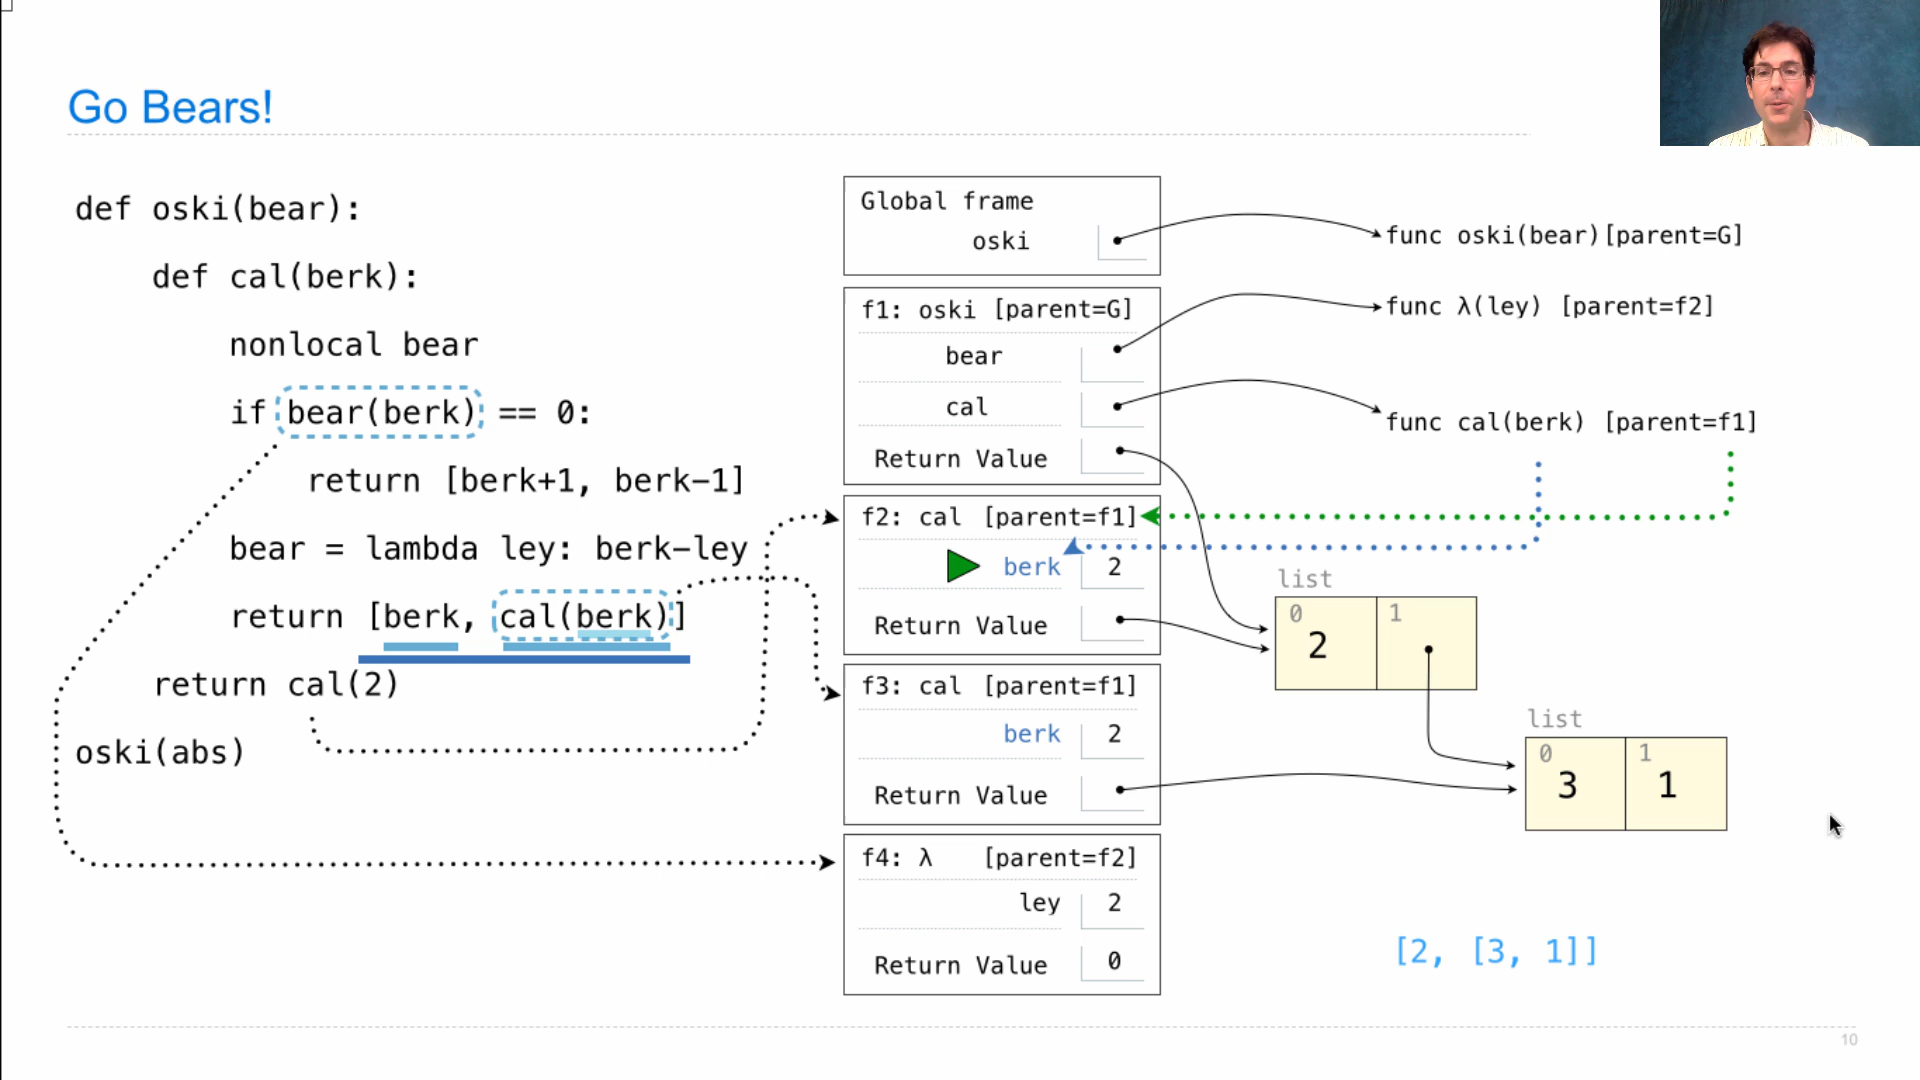 Go Bears!
def oski(bear):
def cal(berk):
nonlocal bear
if bear(berk) == 0:
return [berk+1, berk-1]
bear = lambda ley: berk-ley
return [berk, cal(berk)]
return cal(2)
oski(abs)
Global frame
oski
func oski(bear)[parent=G]
f1: oski [parent=G]
func λ(ley) [parent=f2]
bear
cal
func cal(berk) [parent=f1]
Return Value
f2: cal [parent=f1]
berk 2
Return Value
list
0 1
2
f3: cal [parent=f1]
berk 2
Return Value
list
0 1
3 1
f4: λ [parent=f2]
ley 2
Return Value 0
[2, [3, 1]]
10